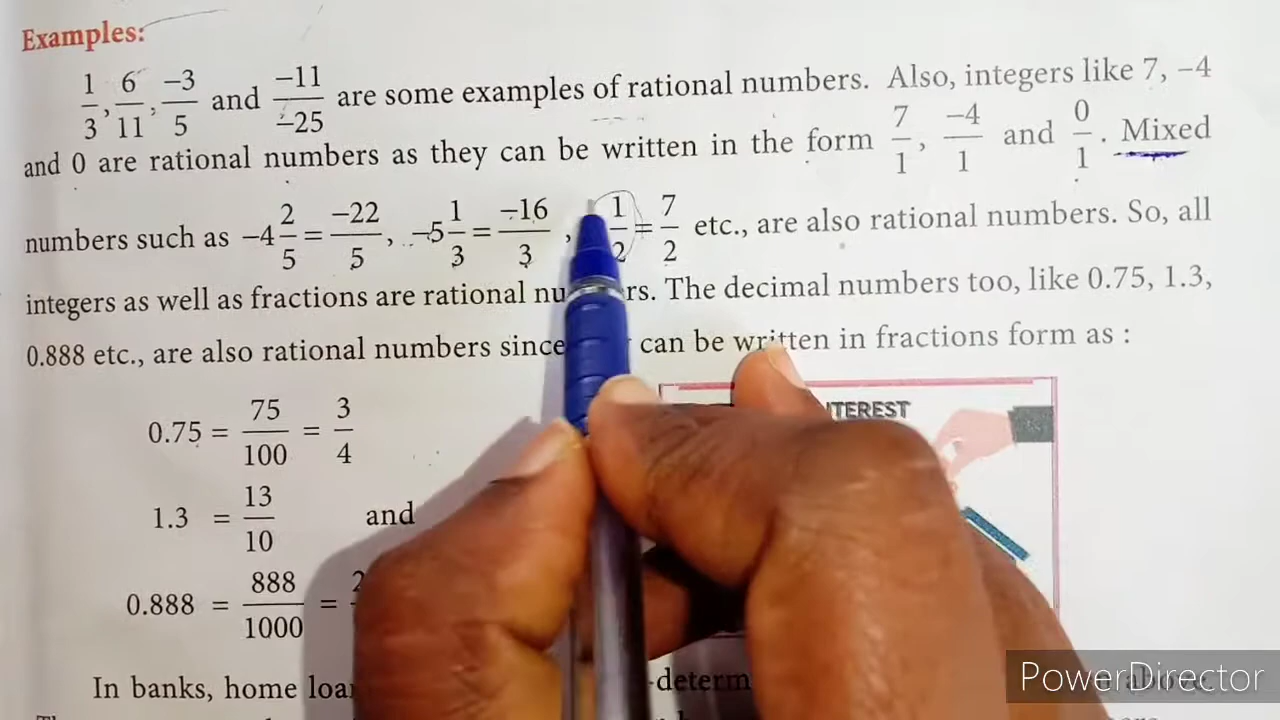 Examples:
1/3, 6/11, −3/5 and −11/−25 are some examples of rational numbers. Also, integers like 7, −4
and 0 are rational numbers as they can be written in the form 7/1, −4/1 and 0/1. Mixed
numbers such as −4 2/5 = −22/5, −5 1/3 = −16/3, 1/2 = 7/2 etc., are also rational numbers. So, all
integers as well as fractions are rational The decimal numbers too, like 0.75, 1.3,
0.888 etc., are also rational numbers since can be written in fractions form as :
0.75 = 75/100 = 3/4
1.3 = 13/10 and
0.888 = 888/1000 =
In banks, home above
PowerDirector